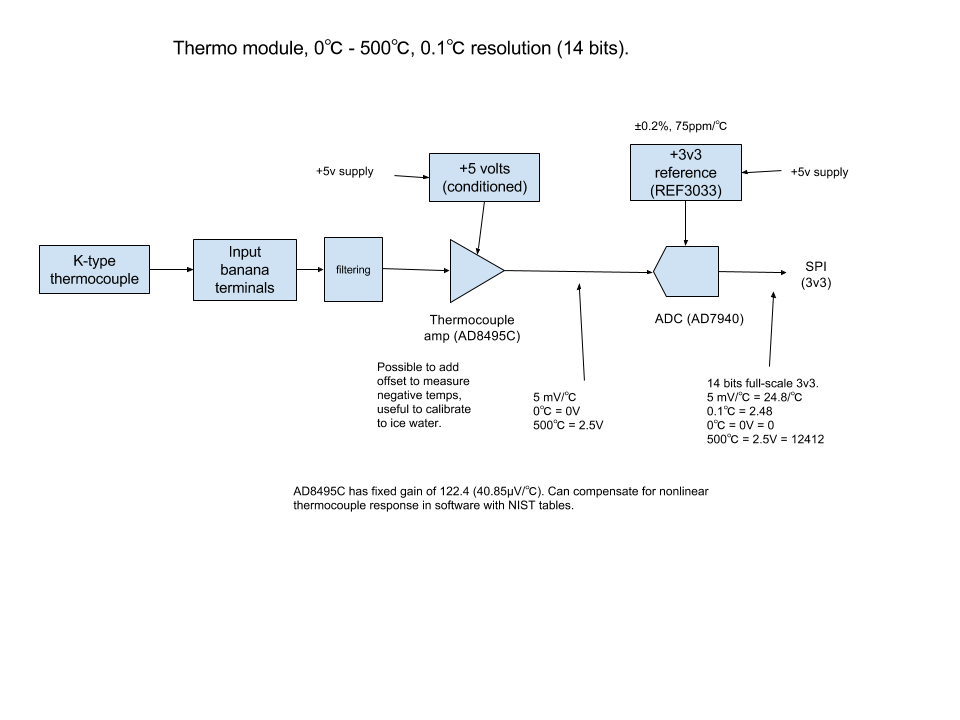 Thermo module, 0℃ - 500℃, 0.1℃ resolution (14 bits).
±0.2%, 75ppm/℃
+5v supply
+5 volts
(conditioned)
+3v3
reference
(REF3033)
+5v supply
K-type
thermocouple
Input
banana
terminals
filtering
SPI
(3v3)
Thermocouple
amp (AD8495C)
ADC (AD7940)
Possible to add
offset to measure
negative temps,
useful to calibrate
to ice water.
5 mV/℃
0℃ = 0V
500℃ = 2.5V
14 bits full-scale 3v3.
5 mV/℃ = 24.8/℃
0.1℃ = 2.48
0℃ = 0V = 0
500℃ = 2.5V = 12412
AD8495C has fixed gain of 122.4 (40.85µV/℃). Can compensate for nonlinear
thermocouple response in software with NIST tables.